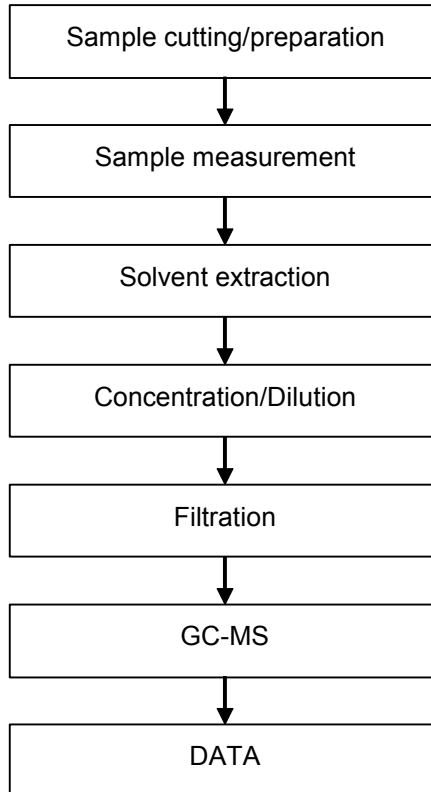 Sample cutting/preparation
Sample measurement
Solvent extraction
Concentration/Dilution
Filtration
GC-MS
DATA